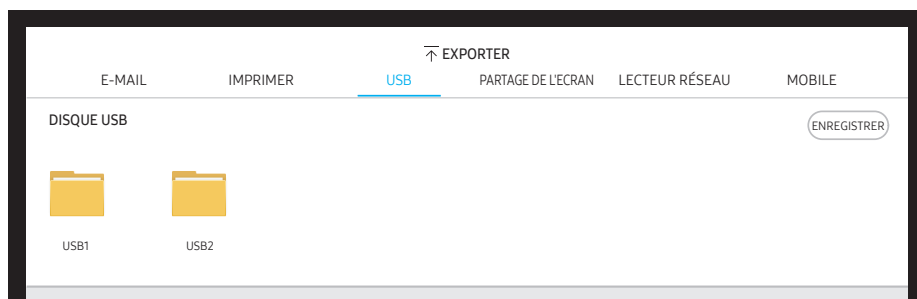 EXPORTER
E-MAIL IMPRIMER USB PARTAGE DE L'ECRAN LECTEUR RÉSEAU MOBILE
DISQUE USB ENREGISTRER
USB1 USB2